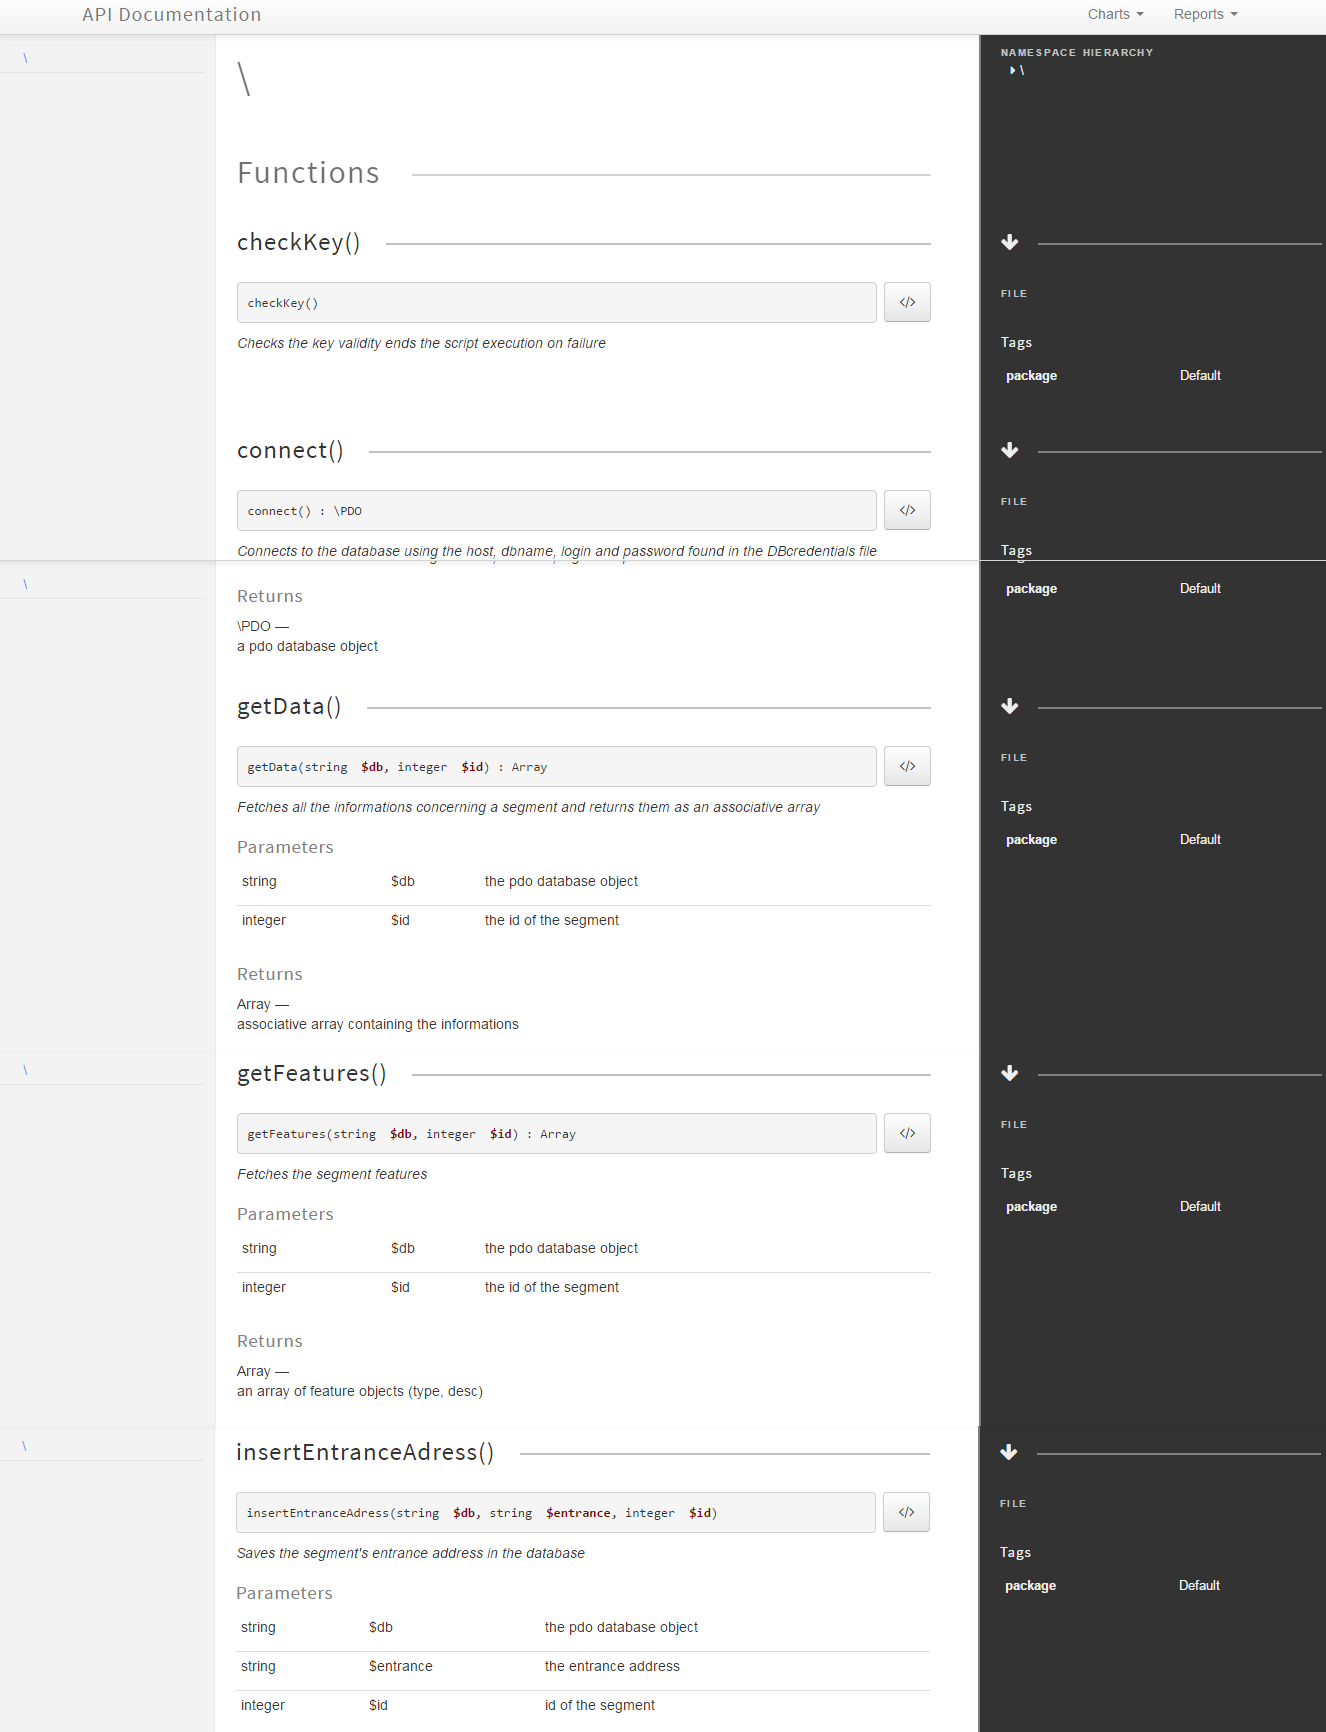 API Documentation
Charts
Reports
\
\
NAMESPACE HIERARCHY
\
Functions
checkKey()
FILE
checkKey()
</>
Checks the key validity ends the script execution on failure
Tags
package Default
connect()
FILE
connect() : \PDO
</>
Connects to the database using the host, dbname, login and password found in the DBcredentials file
Tags
\
package Default
Returns
\PDO —
a pdo database object
getData()
FILE
getData(string $db, integer $id) : Array
</>
Fetches all the informations concerning a segment and returns them as an associative array
Tags
package Default
Parameters
string $db the pdo database object
integer $id the id of the segment
Returns
Array —
associative array containing the informations
\
getFeatures()
FILE
getFeatures(string $db, integer $id) : Array
</>
Fetches the segment features
Tags
package Default
Parameters
string $db the pdo database object
integer $id the id of the segment
Returns
Array —
an array of feature objects (type, desc)
\
insertEntranceAdress()
FILE
insertEntranceAdress(string $db, string $entrance, integer $id)
</>
Saves the segment's entrance address in the database
Tags
package Default
Parameters
string $db the pdo database object
string $entrance the entrance address
integer $id id of the segment